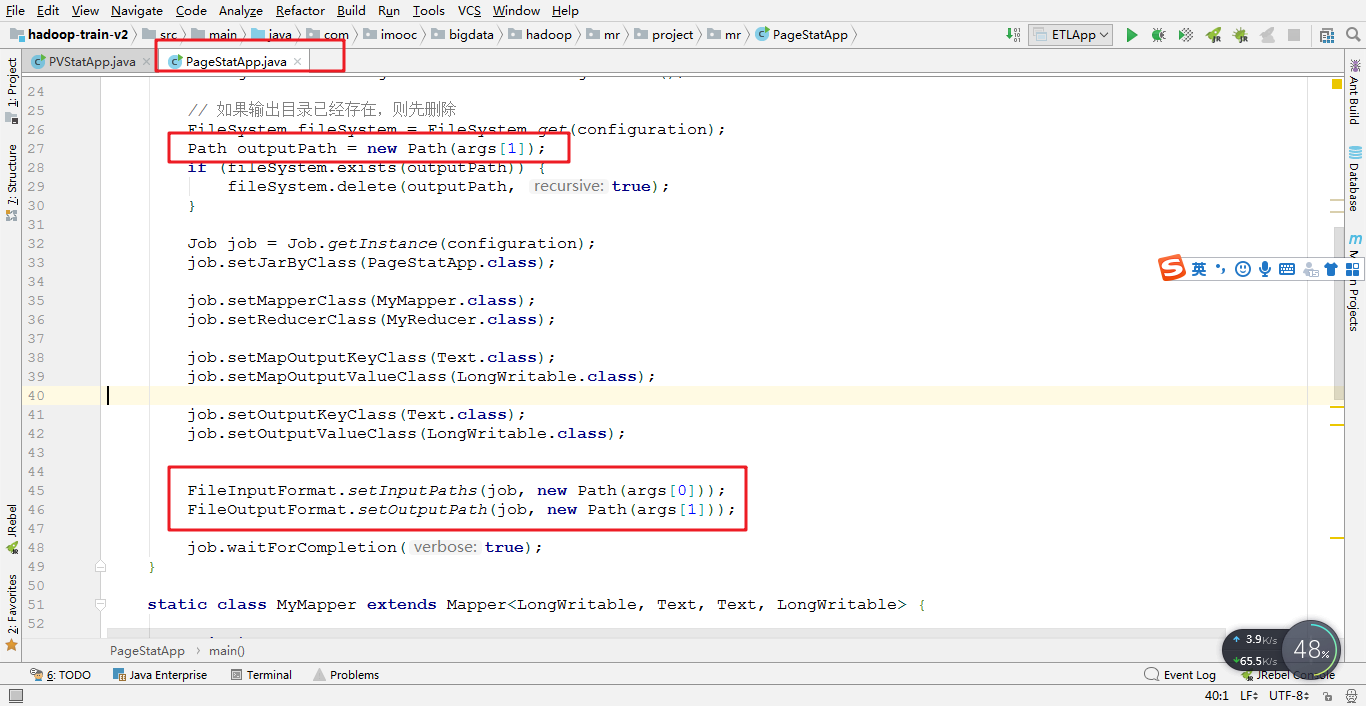 File Edit View Navigate Code Analyze Refactor Build Run Tools VCS Window Help
hadoop-train-v2 src main java com imooc bigdata hadoop mr project mr PageStatApp ETLApp
PVStatApp.java PageStatApp.java
24
25 // 如果输出目录已经存在，则先删除
26 FileSystem fileSystem = FileSystem.get(configuration);
27 Path outputPath = new Path(args[1]);
28 if (fileSystem.exists(outputPath)) {
29 fileSystem.delete(outputPath, recursive: true);
30 }
31
32 Job job = Job.getInstance(configuration);
33 job.setJarByClass(PageStatApp.class);
34
35 job.setMapperClass(MyMapper.class);
36 job.setReducerClass(MyReducer.class);
37
38 job.setMapOutputKeyClass(Text.class);
39 job.setMapOutputValueClass(LongWritable.class);
40
41 job.setOutputKeyClass(Text.class);
42 job.setOutputValueClass(LongWritable.class);
43
44
45 FileInputFormat.setInputPaths(job, new Path(args[0]));
46 FileOutputFormat.setOutputPath(job, new Path(args[1]));
47
48 job.waitForCompletion( verbose: true);
49 }
50
51 static class MyMapper extends Mapper<LongWritable, Text, Text, LongWritable> {
52
PageStatApp › main()
1: Project
7: Structure
JRebel
2: Favorites
Ant Build
Database
m
n Projects
S 英
3.9K/s
65.5K/s
48%
6: TODO Java Enterprise Terminal Problems Event Log JRebel Console
40:1 LF UTF-8